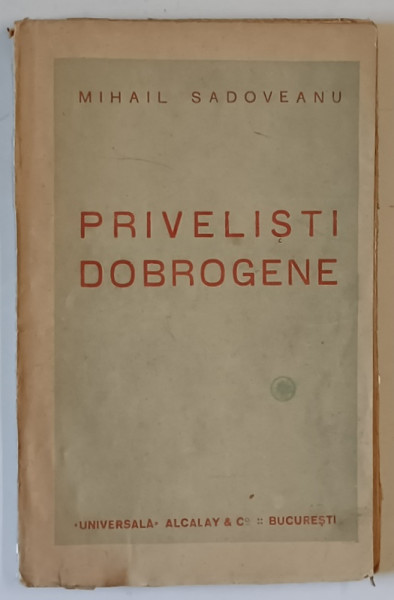 MIHAIL SADOVEANU
PRIVELIȘTI
DOBROGENE
"UNIVERSALA" ALCALAY & Co :: BUCUREȘTI